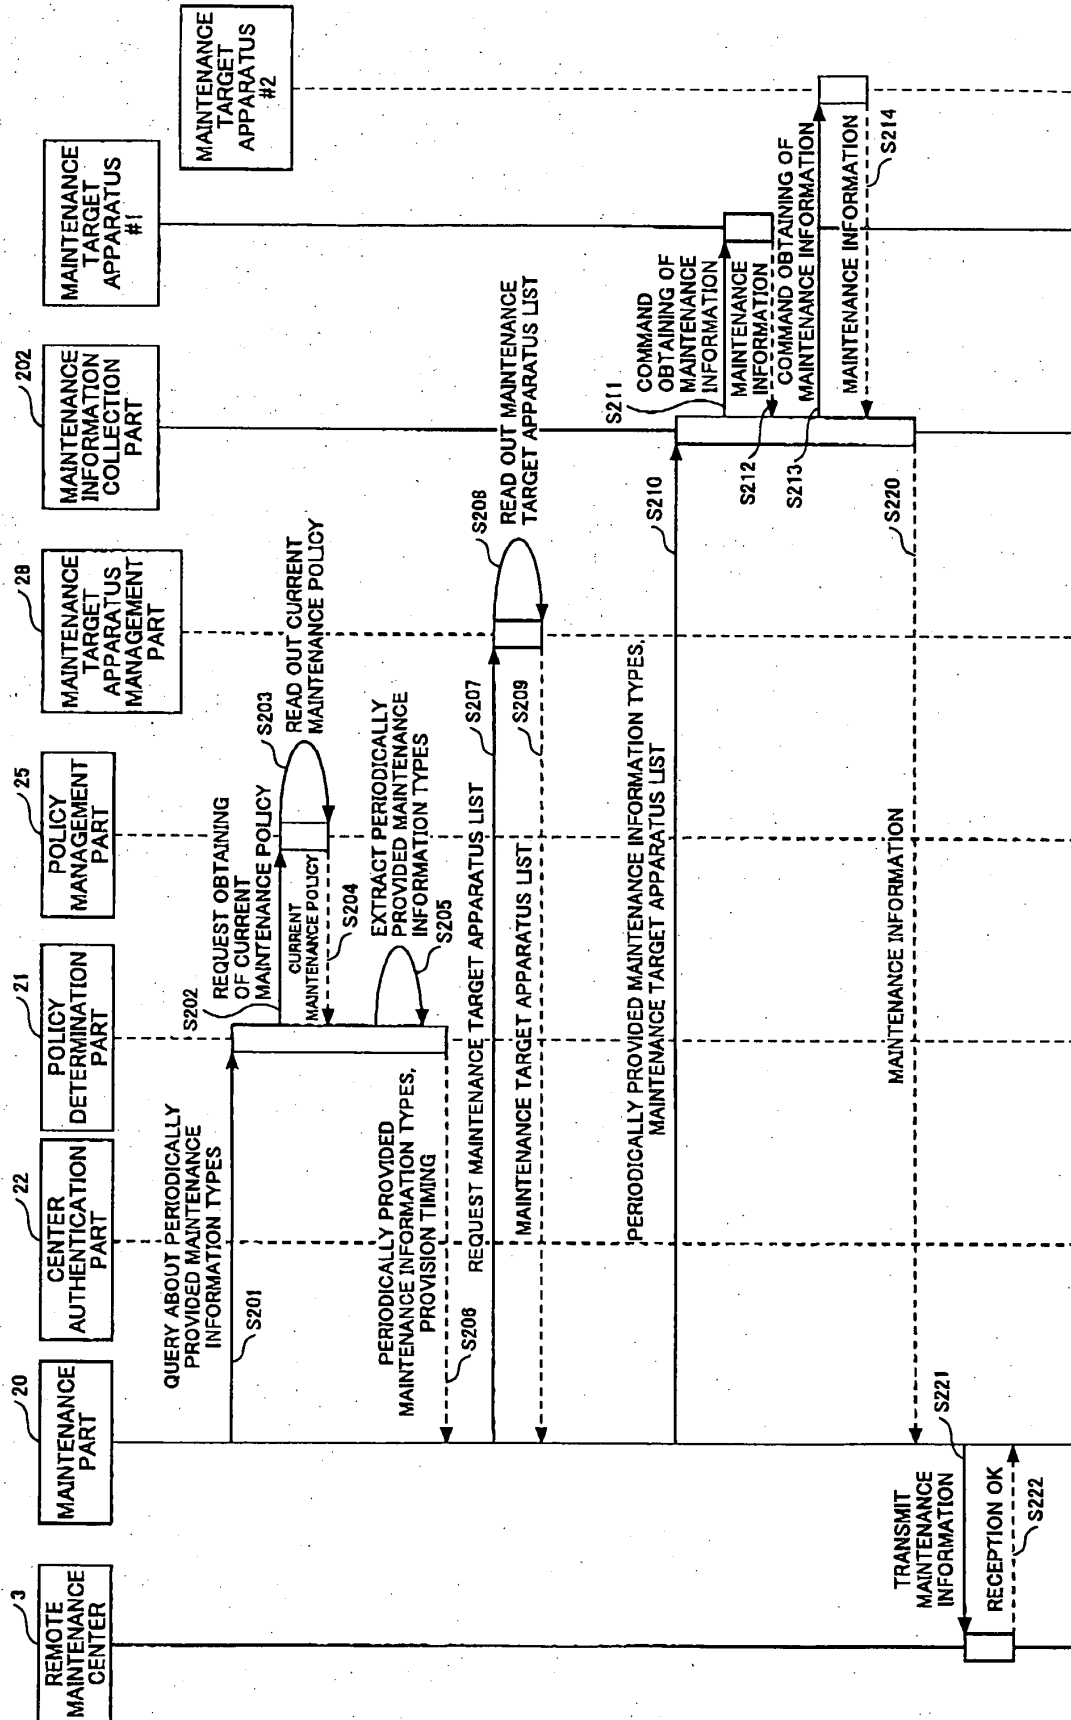 3
REMOTE
MAINTENANCE
CENTER
20
MAINTENANCE
PART
22
CENTER
AUTHENTICATION
PART
21
POLICY
DETERMINATION
PART
25
POLICY
MANAGEMENT
PART
28
MAINTENANCE
TARGET
APPARATUS
MANAGEMENT
PART
202
MAINTENANCE
INFORMATION
COLLECTION
PART
MAINTENANCE
TARGET
APPARATUS
#1
MAINTENANCE
TARGET
APPARATUS
#2
QUERY ABOUT PERIODICALLY
PROVIDED MAINTENANCE
INFORMATION TYPES
S201
S202
REQUEST OBTAINING
OF CURRENT
MAINTENANCE POLICY
S203
READ OUT CURRENT
MAINTENANCE POLICY
CURRENT
MAINTENANCE POLICY
S204
EXTRACT PERIODICALLY
PROVIDED MAINTENANCE
INFORMATION TYPES
S205
PERIODICALLY PROVIDED
MAINTENANCE INFORMATION TYPES,
PROVISION TIMING
S206
REQUEST MAINTENANCE TARGET APPARATUS LIST
S207
S208
READ OUT MAINTENANCE
TARGET APPARATUS LIST
MAINTENANCE TARGET APPARATUS LIST
S209
PERIODICALLY PROVIDED MAINTENANCE INFORMATION TYPES,
MAINTENANCE TARGET APPARATUS LIST
S210
S211
COMMAND
OBTAINING OF
MAINTENANCE
INFORMATION
MAINTENANCE
INFORMATION
S212
COMMAND OBTAINING OF
MAINTENANCE INFORMATION
S213
MAINTENANCE INFORMATION
S214
MAINTENANCE INFORMATION
S220
TRANSMIT
MAINTENANCE
INFORMATION
S221
RECEPTION OK
S222